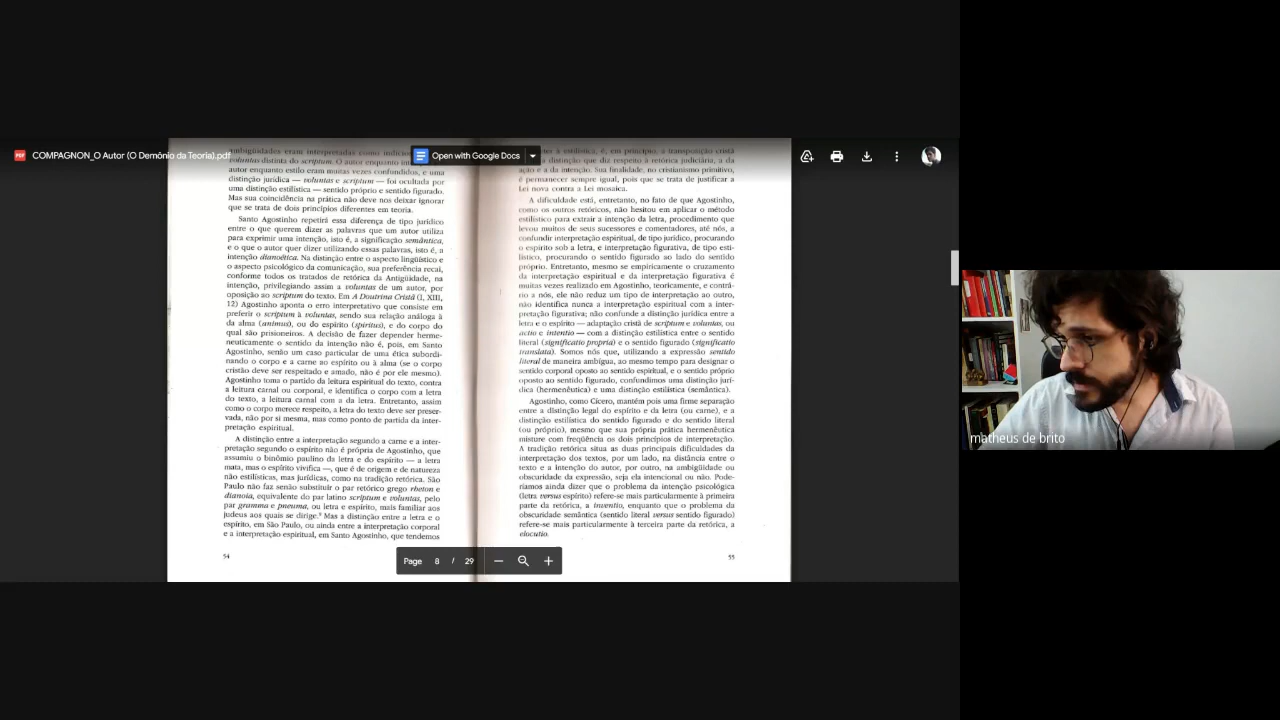 COMPAGNON_O Autor (O Demônio da Teoria).pdf
Open with Google Docs
ambigüidades eram interpretadas como
voluntas distinta do scriptum. O autor enquanto
autor enquanto estilo eram muitas vezes confundidos, e uma
distinção jurídica — voluntas e scriptum — foi ocultada por
uma distinção estilística — sentido próprio e sentido figurado.
Mas sua coincidência na prática não deve nos deixar ignorar
que se trata de dois princípios diferentes em teoria.
Santo Agostinho repetirá essa diferença de tipo jurídico
entre o que querem dizer as palavras que um autor utiliza
para exprimir uma intenção, isto é, a significação semântica,
e o que o autor quer dizer utilizando essas palavras, isto é, a
intenção dianoética. Na distinção entre o aspecto lingüístico e
o aspecto psicológico da comunicação, sua preferência recai,
conforme todos os tratados de retórica da Antigüidade, na
intenção, privilegiando assim a voluntas de um autor, por
oposição ao scriptum do texto. Em A Doutrina Cristã (I, XIII,
12) Agostinho aponta o erro interpretativo que consiste em
preferir o scriptum à voluntas, sendo sua relação análoga à
da alma (animus), ou do espírito (spiritus), e do corpo do
qual são prisioneiros. A decisão de fazer depender herme-
neuticamente o sentido da intenção não é, pois, em Santo
Agostinho, senão um caso particular de uma ética subordi-
nando o corpo e a carne ao espírito ou à alma (se o corpo
cristão deve ser respeitado e amado, não é por ele mesmo).
Agostinho toma o partido da leitura espiritual do texto, contra
a leitura carnal ou corporal, e identifica o corpo com a letra
do texto, a leitura carnal com a da letra. Entretanto, assim
como o corpo merece respeito, a letra do texto deve ser preser-
vada, não por si mesma, mas como ponto de partida da inter-
pretação espiritual.
A distinção entre a interpretação segundo a carne e a inter-
pretação segundo o espírito não é própria de Agostinho, que
assumiu o binômio paulino da letra e do espírito — a letra
mata, mas o espírito vivifica —, que é de origem e de natureza
não estilísticas, mas jurídicas, como na tradição retórica. São
Paulo não faz senão substituir o par retórico grego rheton e
dianoia, equivalente do par latino scriptum e voluntas, pelo
par gramma e pneuma, ou letra e espírito, mais familiar aos
judeus aos quais se dirige.⁹ Mas a distinção entre a letra e o
espírito, em São Paulo, ou ainda entre a interpretação corporal
e a interpretação espiritual, em Santo Agostinho, que tendemos
54
a estilística, é, em princípio, a transposição cristã
distinção que diz respeito à retórica judiciária, a da
ação e a da intenção. Sua finalidade, no cristianismo primitivo,
é permanecer sempre igual, pois que se trata de justificar a
Lei nova contra a Lei mosaica.
A dificuldade está, entretanto, no fato de que Agostinho,
como os outros retóricos, não hesitou em aplicar o método
estilístico para extrair a intenção da letra, procedimento que
levou muitos de seus sucessores e comentadores, até nós, a
confundir interpretação espiritual, de tipo jurídico, procurando
o espírito sob a letra, e interpretação figurativa, de tipo esti-
lístico, procurando o sentido figurado ao lado do sentido
próprio. Entretanto, mesmo se empiricamente o cruzamento
da interpretação espiritual e da interpretação figurativa é
muitas vezes realizado em Agostinho, teoricamente, e contrá-
rio a nós, ele não reduz um tipo de interpretação ao outro,
não identifica nunca a interpretação espiritual com a inter-
pretação figurativa; não confunde a distinção jurídica entre a
letra e o espírito — adaptação cristã de scriptum e voluntas, ou
actio e intentio — com a distinção estilística entre o sentido
literal (significatio propria) e o sentido figurado (significatio
translata). Somos nós que, utilizando a expressão sentido
literal de maneira ambígua, ao mesmo tempo para designar o
sentido corporal oposto ao sentido espiritual, e o sentido próprio
oposto ao sentido figurado, confundimos uma distinção jurí-
dica (hermenêutica) e uma distinção estilística (semântica).
Agostinho, como Cícero, mantém pois uma firme separação
entre a distinção legal do espírito e da letra (ou carne), e a
distinção estilística do sentido figurado e do sentido literal
(ou próprio), mesmo que sua própria prática hermenêutica
misture com freqüência os dois princípios de interpretação.
A tradição retórica situa as duas principais dificuldades da
interpretação dos textos, por um lado, na distância entre o
texto e a intenção do autor, por outro, na ambigüidade ou
obscuridade da expressão, seja ela intencional ou não. Pode-
ríamos ainda dizer que o problema da intenção psicológica
(letra versus espírito) refere-se mais particularmente à primeira
parte da retórica, a inventio, enquanto que o problema da
obscuridade semântica (sentido literal versus sentido figurado)
refere-se mais particularmente à terceira parte da retórica, a
elocutio.
55
Page 8 / 29
matheus de brito